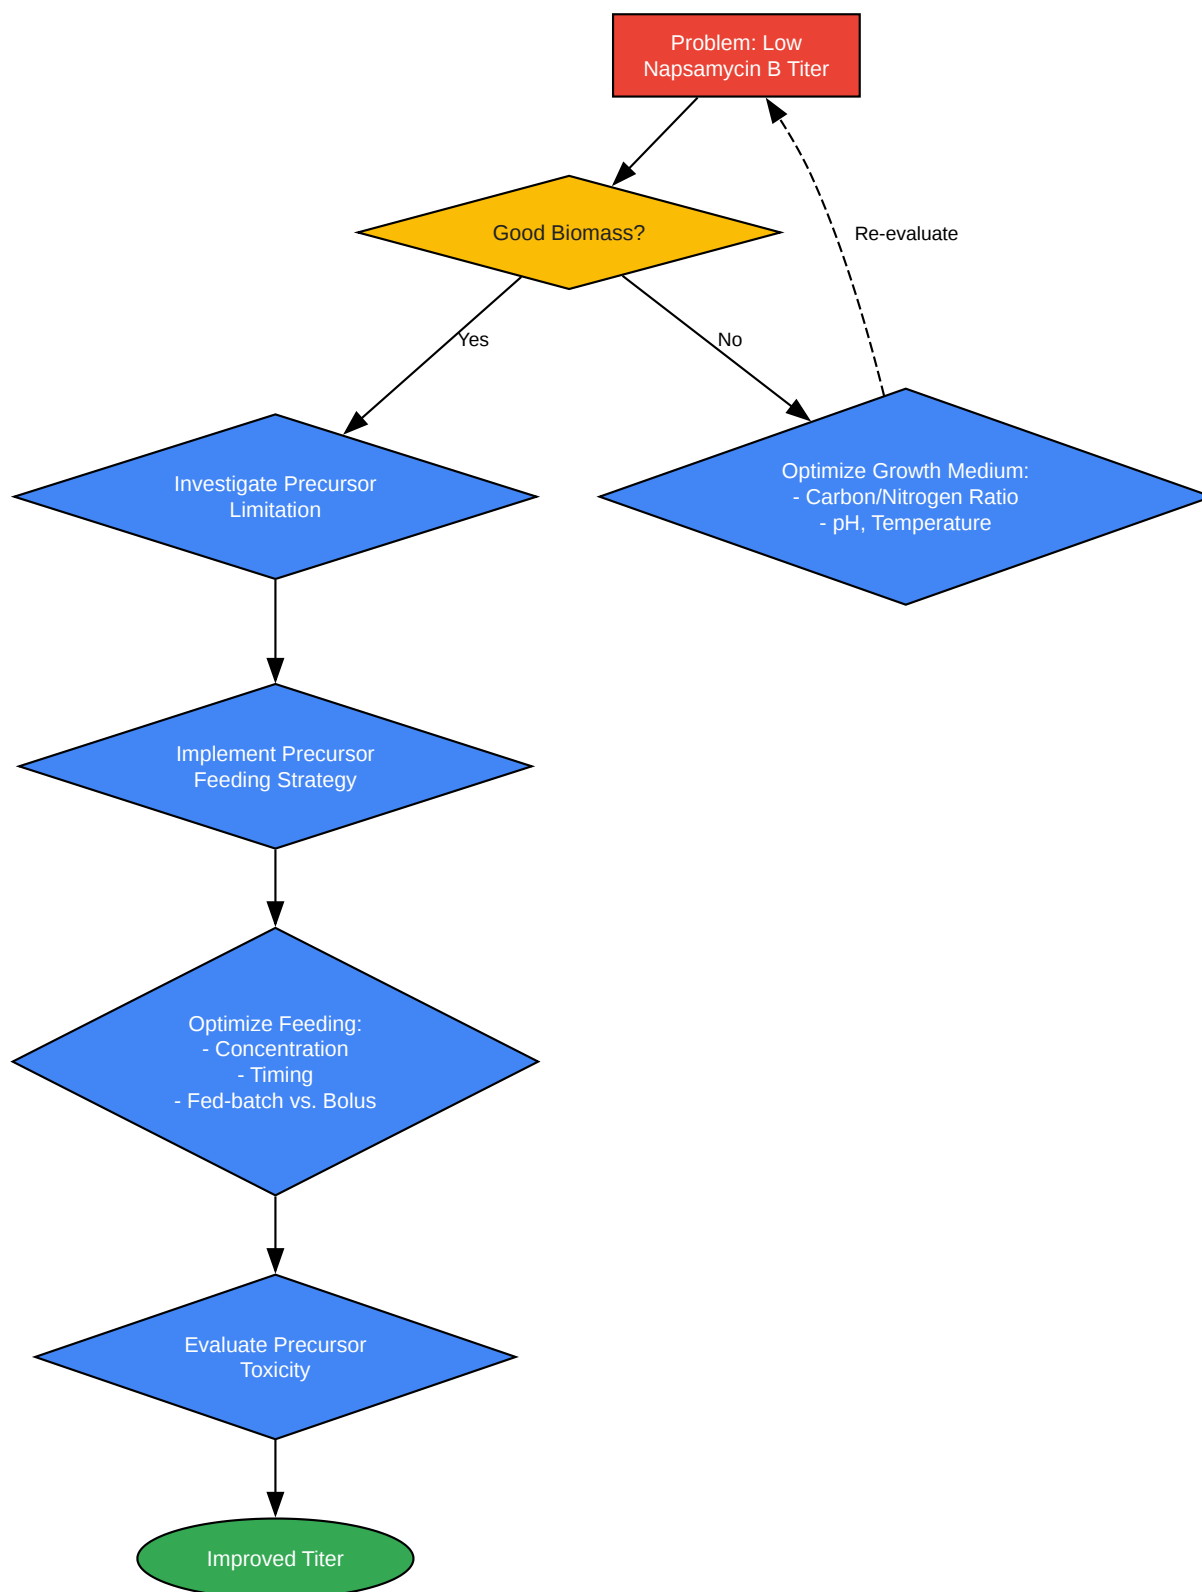 Problem: Low
Napsamycin B Titer
Good Biomass?
Re-evaluate
Yes
No
Investigate Precursor
Limitation
Optimize Growth Medium:
- Carbon/Nitrogen Ratio
- pH, Temperature
Implement Precursor
Feeding Strategy
Optimize Feeding:
- Concentration
- Timing
- Fed-batch vs. Bolus
Evaluate Precursor
Toxicity
Improved Titer